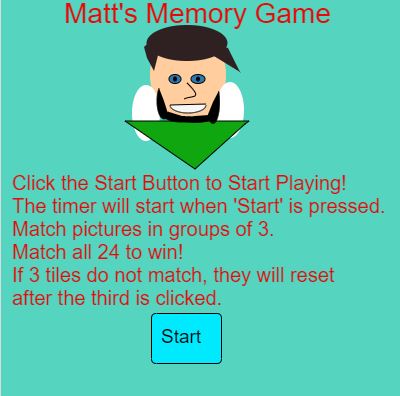 Matt's Memory Game
Click the Start Button to Start Playing!
The timer will start when 'Start' is pressed.
Match pictures in groups of 3.
Match all 24 to win!
If 3 tiles do not match, they will reset
after the third is clicked.
Start